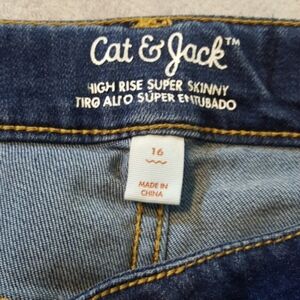 Cat & Jack™
HIGH RISE SUPER SKINNY
TIRO ALTO SÚPER ENTUBADO
16
MADE IN
CHINA